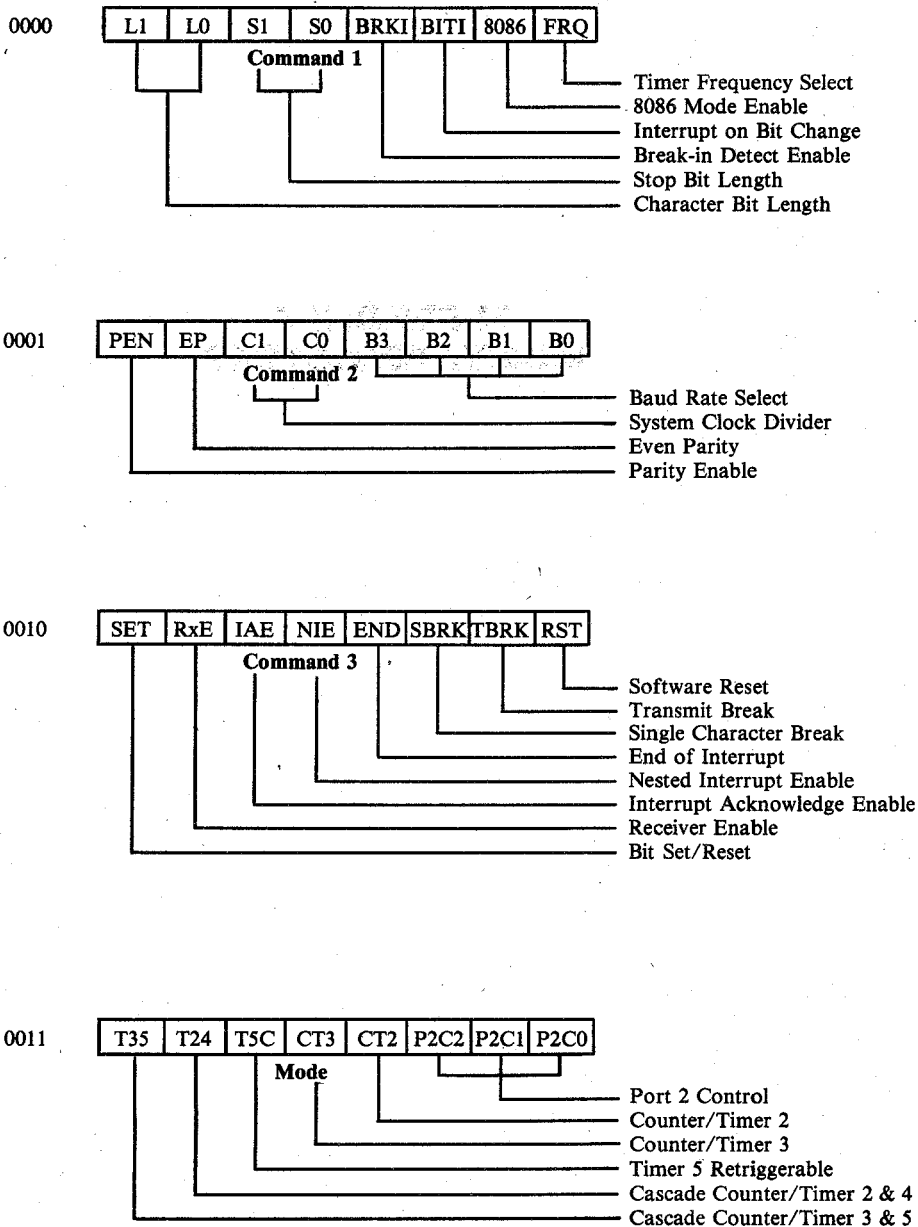 0000 L1 L0 S1 S0 BRKI BITI 8086 FRQ
Command 1
Timer Frequency Select
8086 Mode Enable
Interrupt on Bit Change
Break-in Detect Enable
Stop Bit Length
Character Bit Length
0001 PEN EP C1 C0 B3 B2 B1 B0
Command 2
Baud Rate Select
System Clock Divider
Even Parity
Parity Enable
0010 SET RxE IAE NIE END SBRK TBRK RST
Command 3
Software Reset
Transmit Break
Single Character Break
End of Interrupt
Nested Interrupt Enable
Interrupt Acknowledge Enable
Receiver Enable
Bit Set/Reset
0011 T35 T24 T5C CT3 CT2 P2C2 P2C1 P2C0
Mode
Port 2 Control
Counter/Timer 2
Counter/Timer 3
Timer 5 Retriggerable
Cascade Counter/Timer 2 & 4
Cascade Counter/Timer 3 & 5